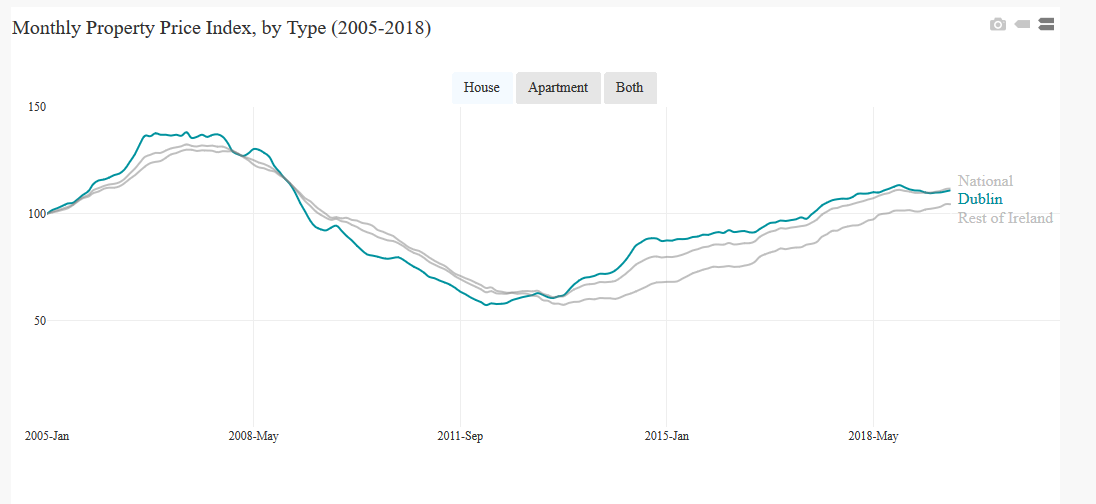 Monthly Property Price Index, by Type (2005-2018)
House Apartment Both
150
100
50
National
Dublin
Rest of Ireland
2005-Jan 2008-May 2011-Sep 2015-Jan 2018-May